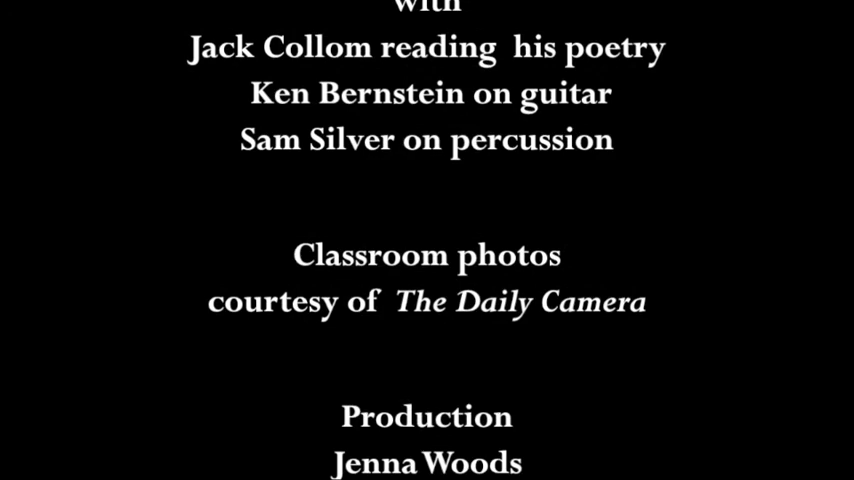 with
Jack Collom reading his poetry
Ken Bernstein on guitar
Sam Silver on percussion
Classroom photos
courtesy of The Daily Camera
Production
Jenna Woods